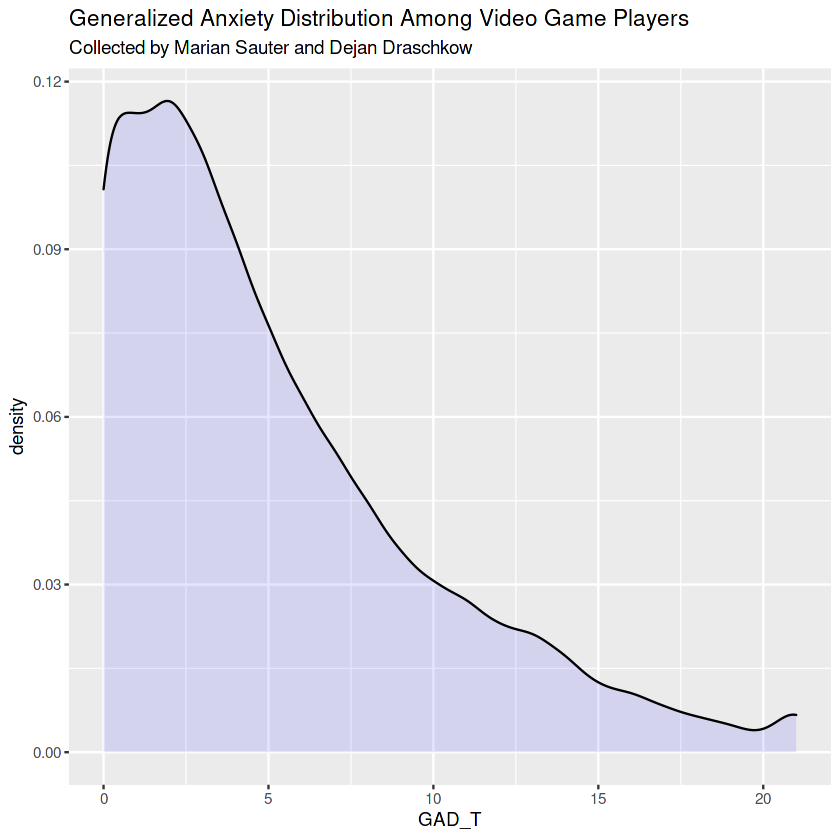 Generalized Anxiety Distribution Among Video Game Players
Collected by Marian Sauter and Dejan Draschkow
0.12
0.09
0.06
0.03
0.00
density
0 5 10 15 20
GAD_T